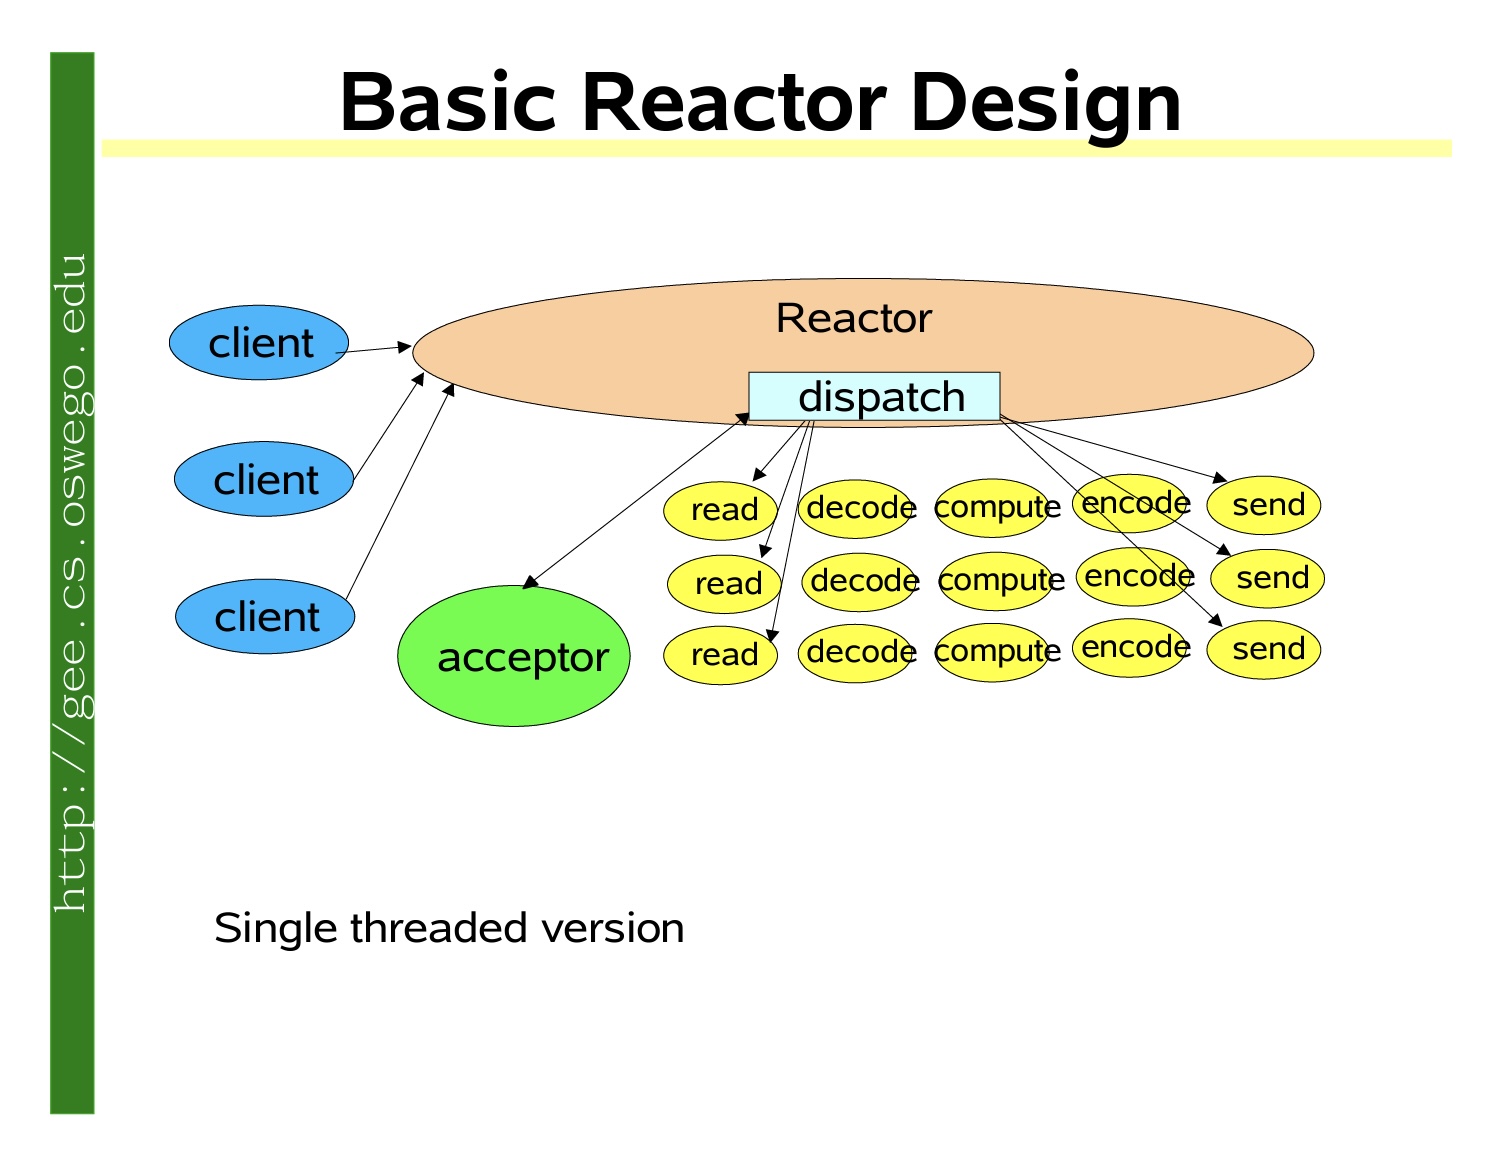 Basic Reactor Design
http://gee.cs.oswego.edu
Reactor
client
dispatch
client
read decode compute encode send
read decode compute encode send
client
acceptor
read decode compute encode send
Single threaded version